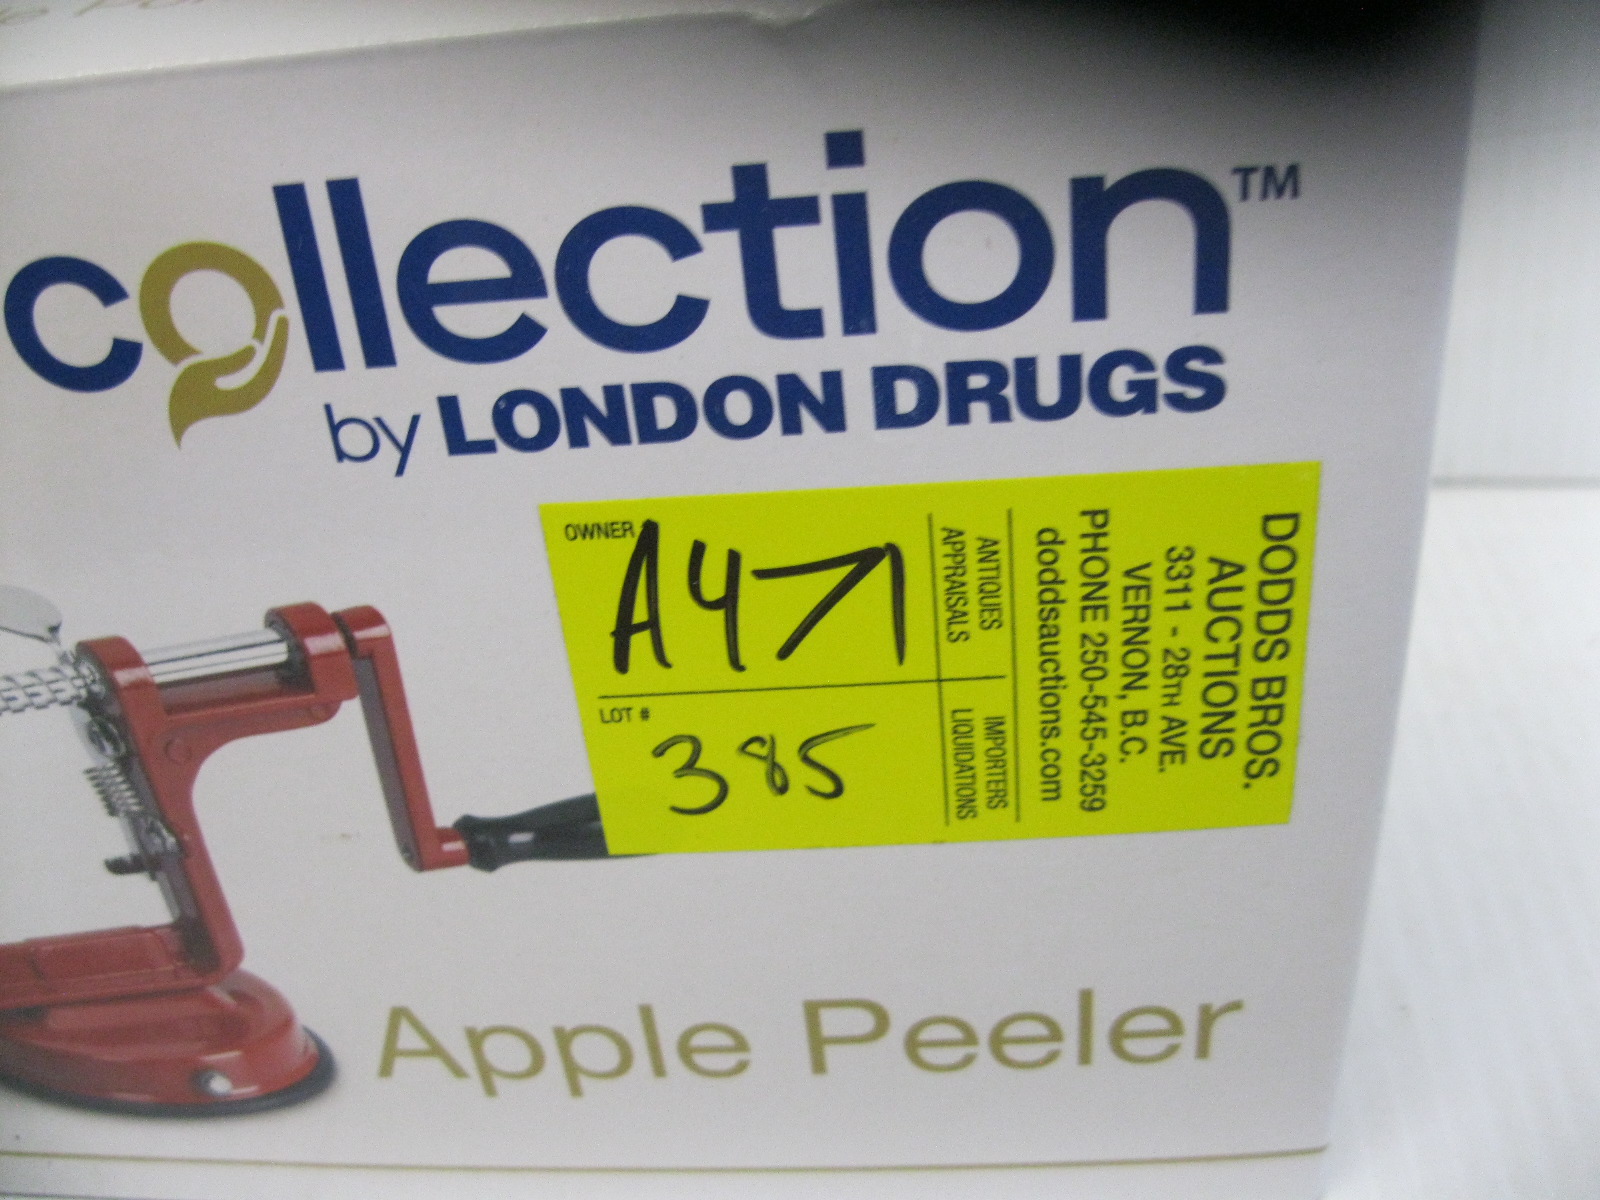 collection™
by LONDON DRUGS
OWNER
A47
LOT #
385
ANTIQUES
APPRAISALS
IMPORTERS
LIQUIDATIONS
DODDS BROS.
AUCTIONS
3311 - 28TH AVE.
VERNON, B.C.
PHONE 250-545-3259
doddsauctions.com
Apple Peeler